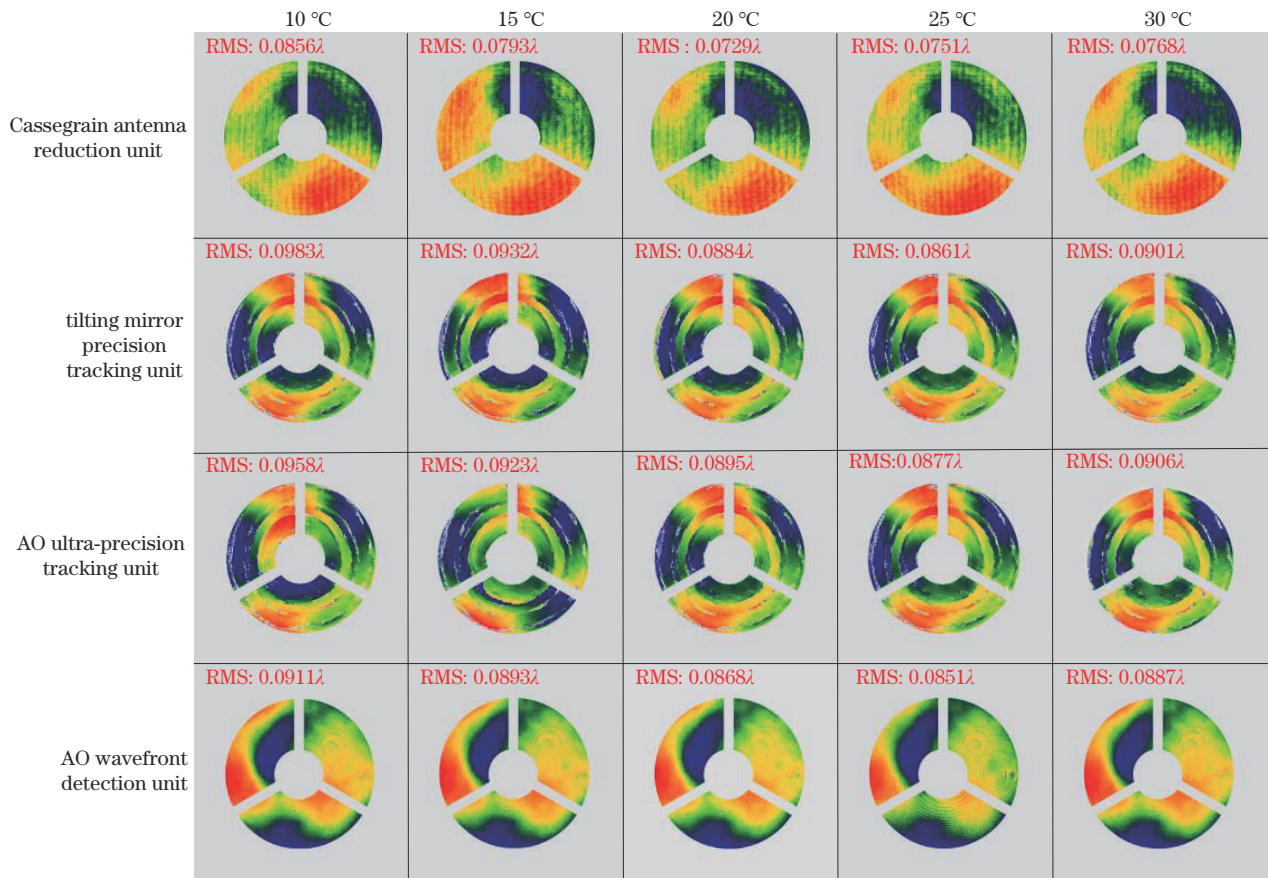 10 °C 15 °C 20 °C 25 °C 30 °C
RMS: 0.0856λ RMS: 0.0793λ RMS : 0.0729λ RMS: 0.0751λ RMS: 0.0768λ
Cassegrain antenna
reduction unit
RMS: 0.0983λ RMS: 0.0932λ RMS: 0.0884λ RMS: 0.0861λ RMS: 0.0901λ
tilting mirror
precision
tracking unit
RMS: 0.0958λ RMS: 0.0923λ RMS: 0.0895λ RMS:0.0877λ RMS: 0.0906λ
AO ultra-precision
tracking unit
RMS: 0.0911λ RMS: 0.0893λ RMS: 0.0868λ RMS: 0.0851λ RMS: 0.0887λ
AO wavefront
detection unit